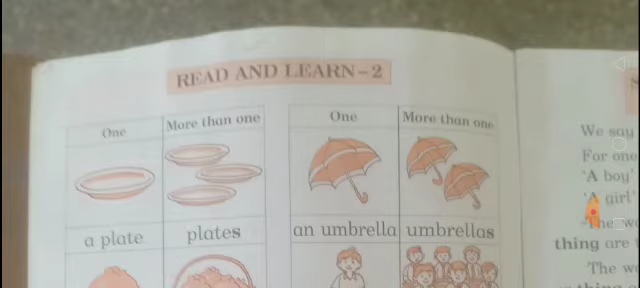 READ AND LEARN-2
One
More than one
One
More than one
a plate
plates
an umbrella
umbrellas
We say
For one
'A boy'
'A girl'
thing are
The